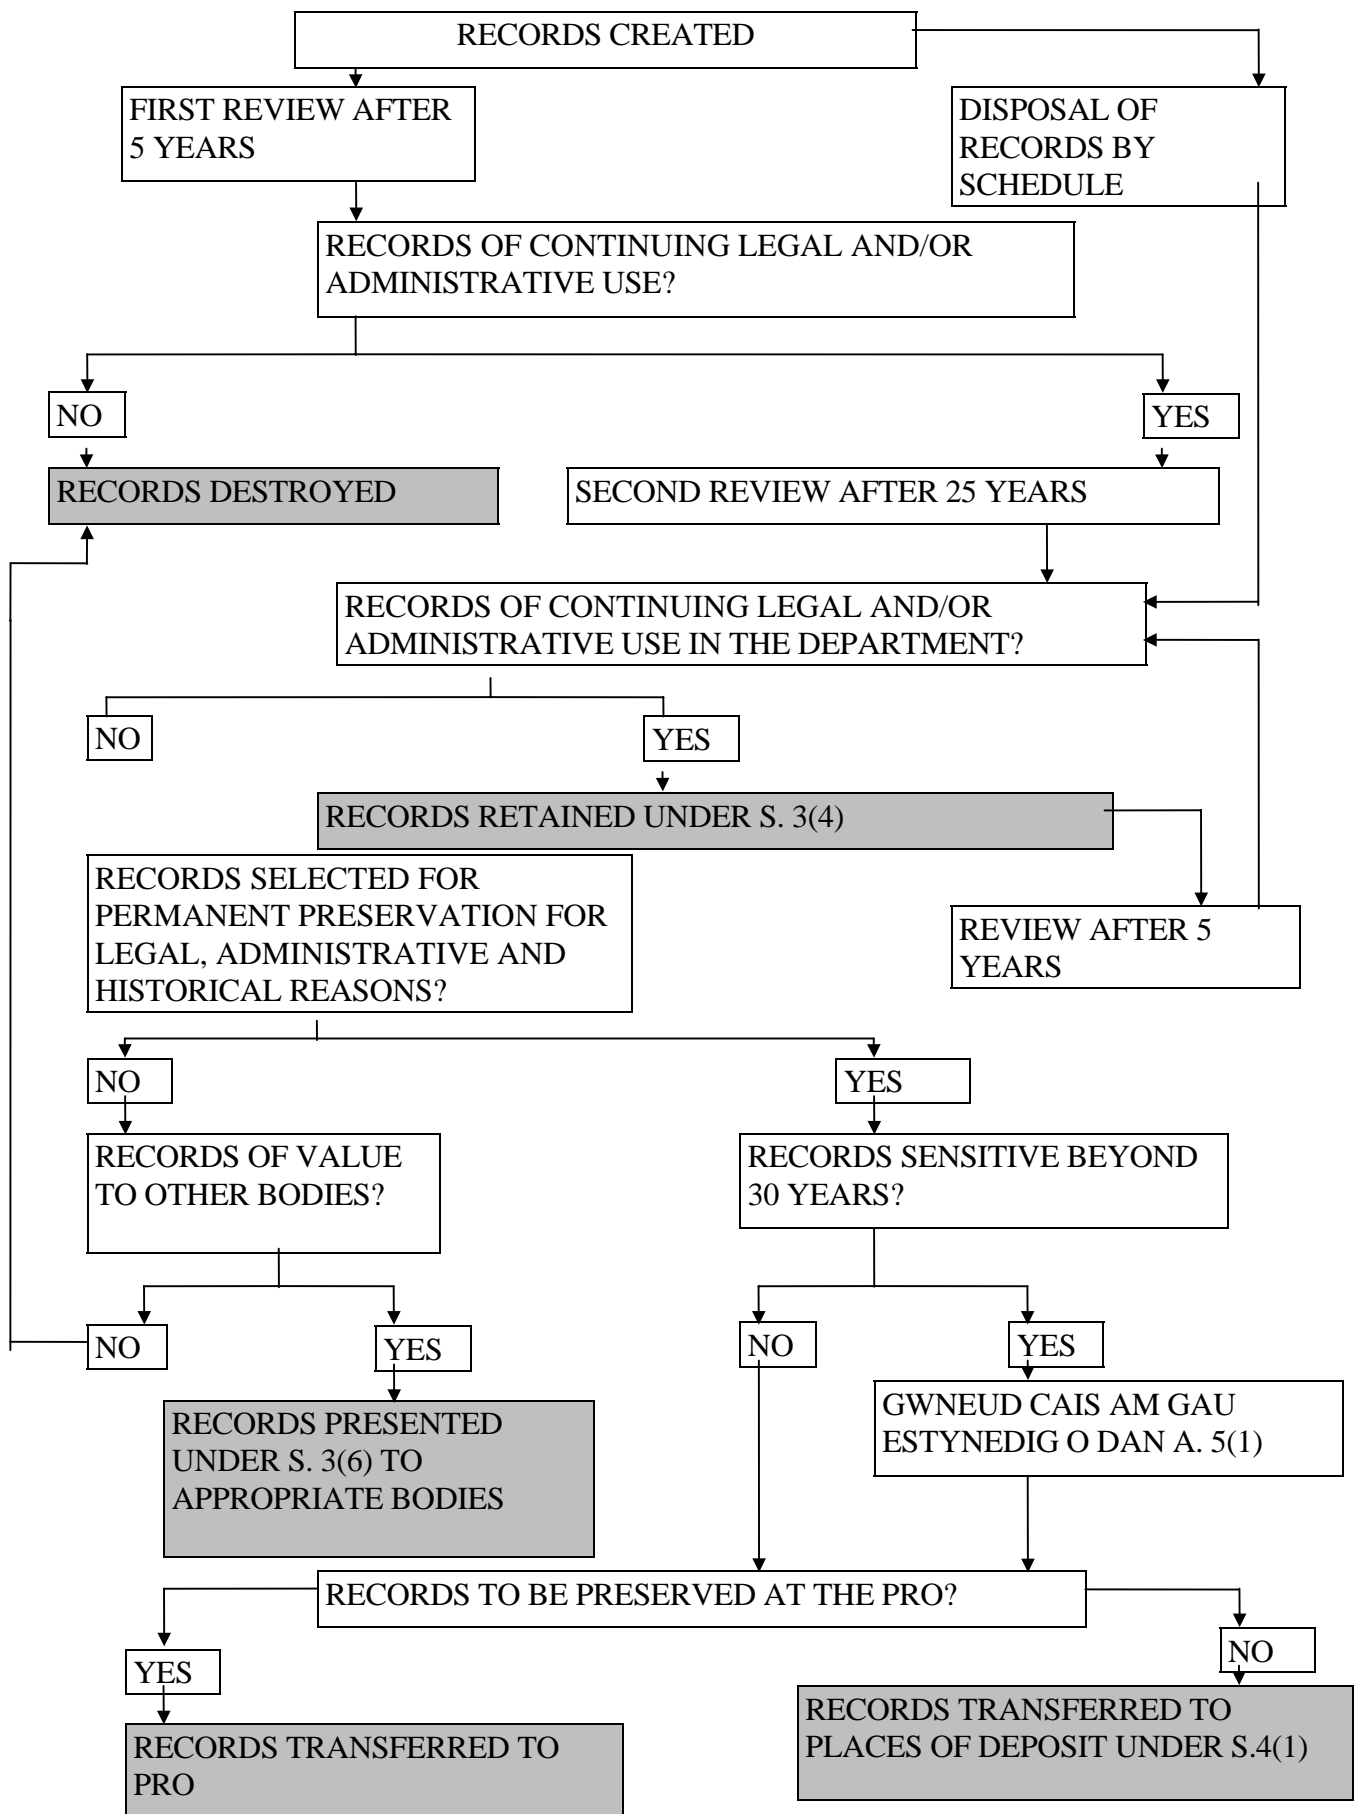 RECORDS CREATED
FIRST REVIEW AFTER
5 YEARS
DISPOSAL OF
RECORDS BY
SCHEDULE
RECORDS OF CONTINUING LEGAL AND/OR
ADMINISTRATIVE USE?
NO
YES
RECORDS DESTROYED
SECOND REVIEW AFTER 25 YEARS
RECORDS OF CONTINUING LEGAL AND/OR
ADMINISTRATIVE USE IN THE DEPARTMENT?
NO
YES
RECORDS RETAINED UNDER S. 3(4)
RECORDS SELECTED FOR
PERMANENT PRESERVATION FOR
LEGAL, ADMINISTRATIVE AND
HISTORICAL REASONS?
REVIEW AFTER 5
YEARS
NO
YES
RECORDS OF VALUE
TO OTHER BODIES?
RECORDS SENSITIVE BEYOND
30 YEARS?
NO
YES
NO
YES
RECORDS PRESENTED
UNDER S. 3(6) TO
APPROPRIATE BODIES
GWNEUD CAIS AM GAU
ESTYNEDIG O DAN A. 5(1)
RECORDS TO BE PRESERVED AT THE PRO?
YES
NO
RECORDS TRANSFERRED TO
PRO
RECORDS TRANSFERRED TO
PLACES OF DEPOSIT UNDER S.4(1)